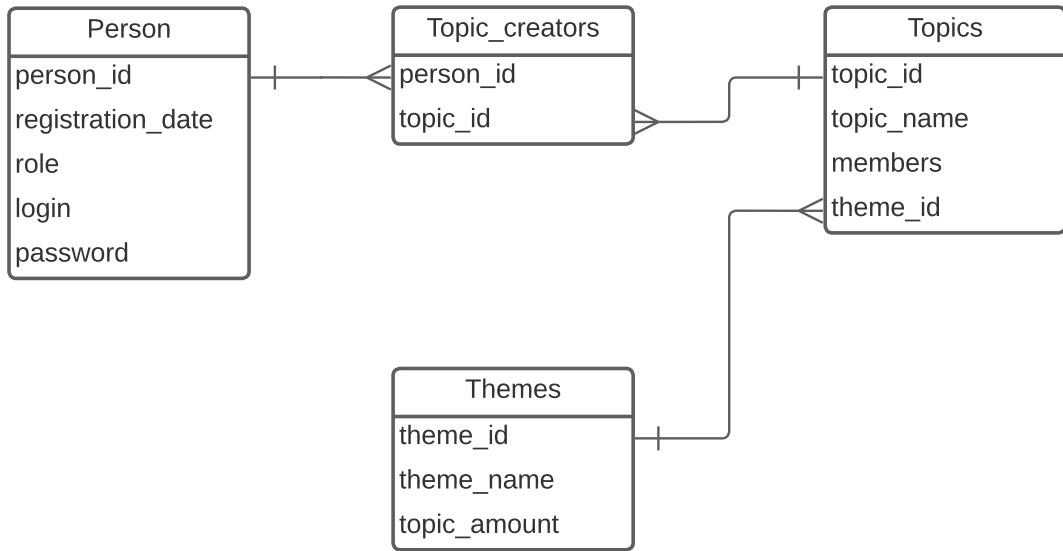 Person
person_id
registration_date
role
login
password
Topic_creators
person_id
topic_id
Topics
topic_id
topic_name
members
theme_id
Themes
theme_id
theme_name
topic_amount